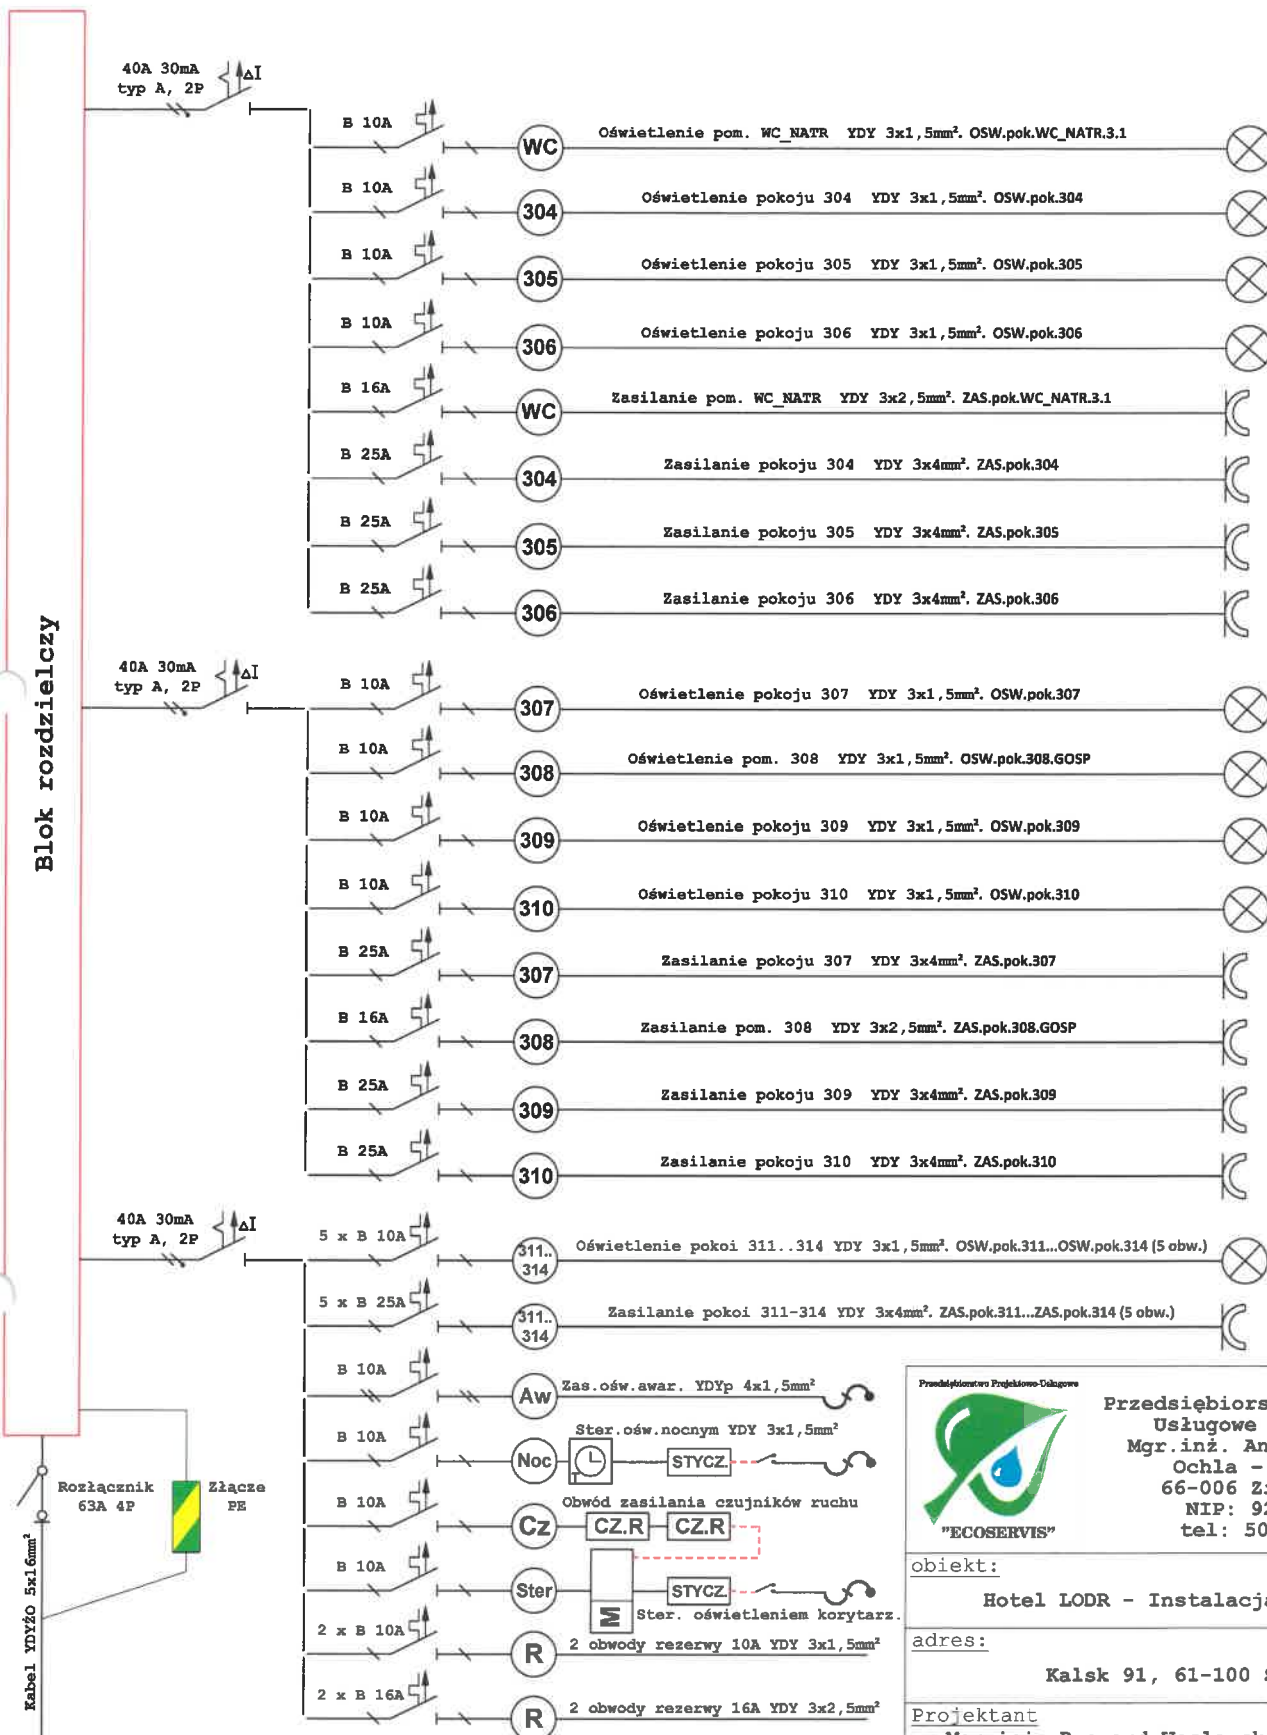 Blok rozdzielczy
40A 30mA
typ A, 2P
ΔI
B 10A
WC
Oświetlenie pom. WC_NATR YDY 3x1,5mm². OSW.pok.WC_NATR.3.1
B 10A
304
Oświetlenie pokoju 304 YDY 3x1,5mm². OSW.pok.304
B 10A
305
Oświetlenie pokoju 305 YDY 3x1,5mm². OSW.pok.305
B 10A
306
Oświetlenie pokoju 306 YDY 3x1,5mm². OSW.pok.306
B 16A
WC
Zasilanie pom. WC_NATR YDY 3x2,5mm². ZAS.pok.WC_NATR.3.1
B 25A
304
Zasilanie pokoju 304 YDY 3x4mm². ZAS.pok.304
B 25A
305
Zasilanie pokoju 305 YDY 3x4mm². ZAS.pok.305
B 25A
306
Zasilanie pokoju 306 YDY 3x4mm². ZAS.pok.306
40A 30mA
typ A, 2P
ΔI
B 10A
307
Oświetlenie pokoju 307 YDY 3x1,5mm². OSW.pok.307
B 10A
308
Oświetlenie pom. 308 YDY 3x1,5mm². OSW.pok.308.GOSP
B 10A
309
Oświetlenie pokoju 309 YDY 3x1,5mm². OSW.pok.309
B 10A
310
Oświetlenie pokoju 310 YDY 3x1,5mm². OSW.pok.310
B 25A
307
Zasilanie pokoju 307 YDY 3x4mm². ZAS.pok.307
B 16A
308
Zasilanie pom. 308 YDY 3x2,5mm². ZAS.pok.308.GOSP
B 25A
309
Zasilanie pokoju 309 YDY 3x4mm². ZAS.pok.309
B 25A
310
Zasilanie pokoju 310 YDY 3x4mm². ZAS.pok.310
40A 30mA
typ A, 2P
ΔI
5 x B 10A
311..
314
Oświetlenie pokoi 311..314 YDY 3x1,5mm². OSW.pok.311...OSW.pok.314 (5 obw.)
5 x B 25A
311..
314
Zasilanie pokoi 311-314 YDY 3x4mm². ZAS.pok.311...ZAS.pok.314 (5 obw.)
B 10A
Aw
Zas.ośw.awar. YDYp 4x1,5mm²
B 10A
Noc
Ster.ośw.nocnym YDY 3x1,5mm²
T
STYCZ.
B 10A
Cz
Obwód zasilania czujników ruchu
CZ.R
CZ.R
B 10A
Ster
M
STYCZ.
Ster. oświetleniem korytarz.
2 x B 10A
R
2 obwody rezerwy 10A YDY 3x1,5mm²
2 x B 16A
R
2 obwody rezerwy 16A YDY 3x2,5mm²
Rozłącznik
63A 4P
Złącze
PE
Kabel YDYŻO 5x16mm²
Przedsiębiorstwo Projektowo-Usługowe
"ECOSERVIS"
Przedsiębiors
Usługowe
Mgr.inż. An
Ochla -
66-006 Zi
NIP: 92
tel: 50
obiekt:
Hotel LODR - Instalacja
adres:
Kalsk 91, 61-100 S
Projektant